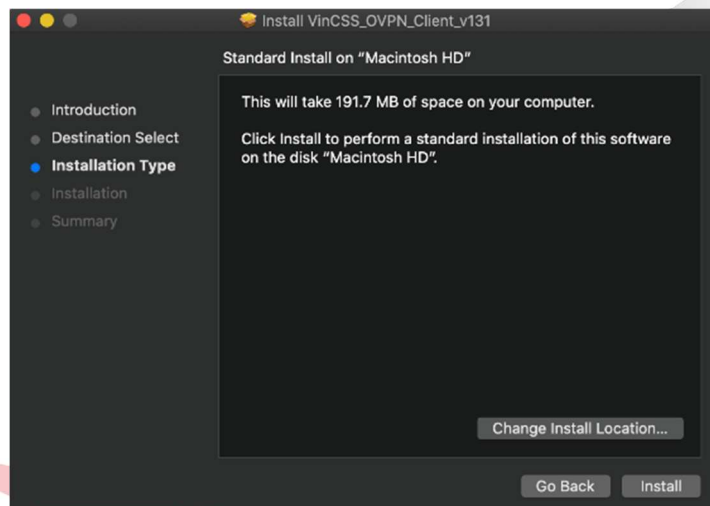 Install VinCSS_OVPN_Client_v131
Standard Install on "Macintosh HD"
Introduction
Destination Select
Installation Type
Installation
Summary
This will take 191.7 MB of space on your computer.
Click Install to perform a standard installation of this software
on the disk "Macintosh HD".
Change Install Location...
Go Back
Install